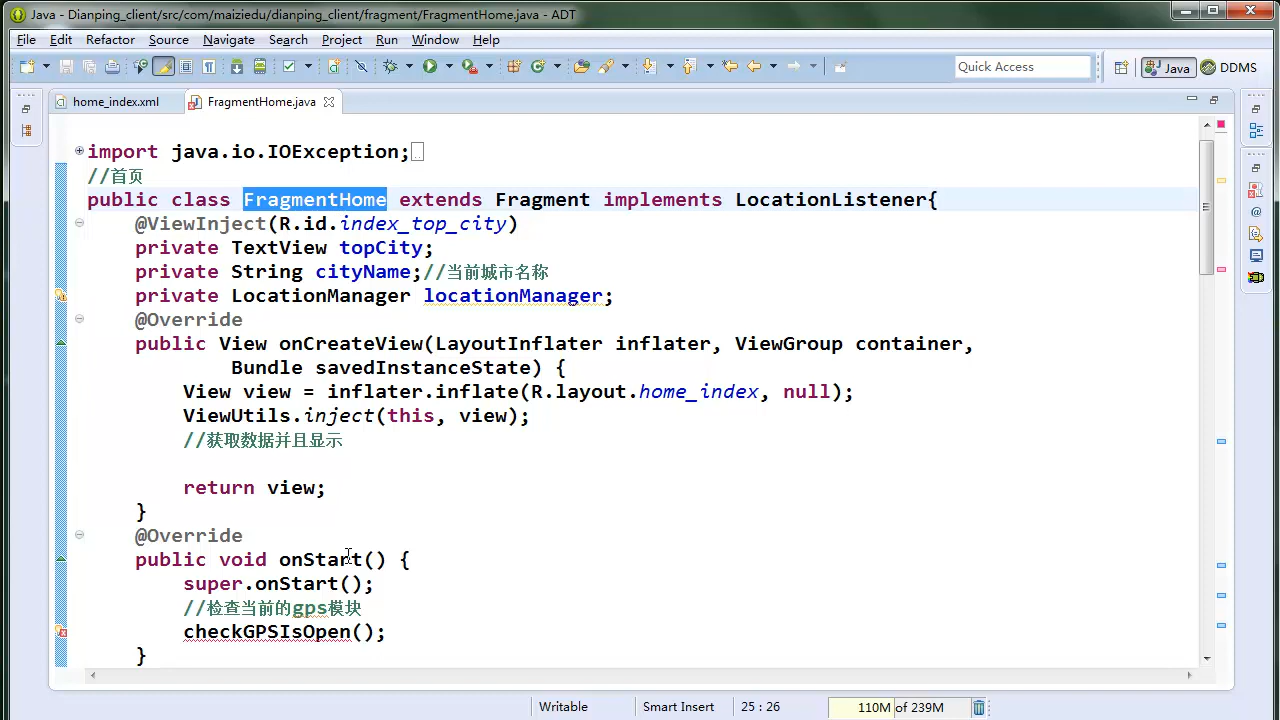 Java - Dianping_client/src/com/maiziedu/dianping_client/fragment/FragmentHome.java - ADT
File Edit Refactor Source Navigate Search Project Run Window Help
Quick Access
Java
DDMS
home_index.xml
FragmentHome.java
import java.io.IOException;
//首页
public class FragmentHome extends Fragment implements LocationListener{
@ViewInject(R.id.index_top_city)
private TextView topCity;
private String cityName;//当前城市名称
private LocationManager locationManager;
@Override
public View onCreateView(LayoutInflater inflater, ViewGroup container,
Bundle savedInstanceState) {
View view = inflater.inflate(R.layout.home_index, null);
ViewUtils.inject(this, view);
//获取数据并且显示
return view;
}
@Override
public void onStart() {
super.onStart();
//检查当前的gps模块
checkGPSIsOpen();
}
Writable
Smart Insert
25 : 26
110M of 239M